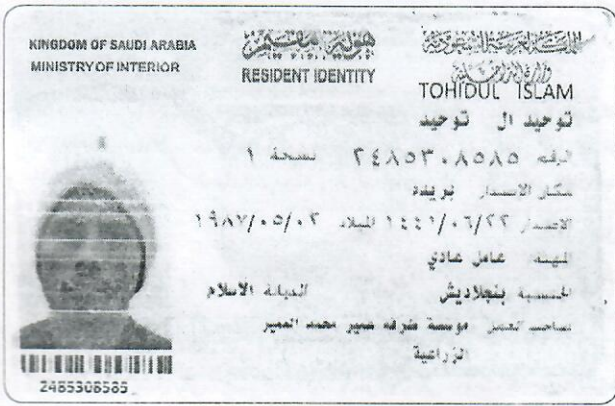 KINGDOM OF SAUDI ARABIA
MINISTRY OF INTERIOR
هوية مقيم
RESIDENT IDENTITY
المملكة العربية السعودية
وزارة الداخلية
TOHIDUL ISLAM
توحيد ال توحيد
الرقم ٢٤٨٥٣٠٨٥٨٥ نسخة ١
مكان الاصدار بريدة
الاصدار ١٤٤١/٠٦/٢٢ الميلاد ١٩٨٧/٠٥/٠٢
المهنة عامل عادي
الجنسية بنجلاديش الديانة الاسلام
صاحب العمل موسسة طرفه محمد العمير
الزراعية
2485308585